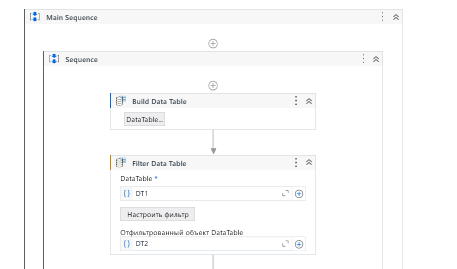 Main Sequence
Sequence
Build Data Table
DataTable...
Filter Data Table
DataTable *
DT1
Настроить фильтр
Отфильтрованный объект DataTable
DT2